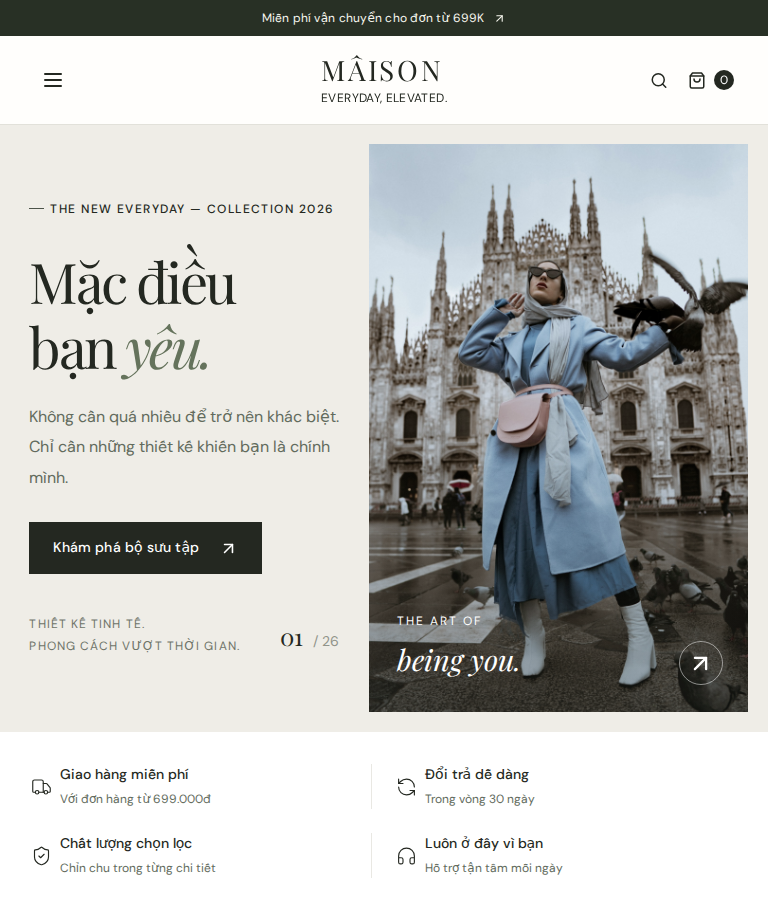 Miễn phí vận chuyển cho đơn từ 699K
MÂISON
EVERYDAY, ELEVATED.
0
— THE NEW EVERYDAY — COLLECTION 2026
Mặc điều
bạn yêu.
Không cần quá nhiều để trở nên khác biệt.
Chỉ cần những thiết kế khiến bạn là chính
mình.
Khám phá bộ sưu tập
THIẾT KẾ TINH TẾ.
PHONG CÁCH VƯỢT THỜI GIAN.
01 / 26
THE ART OF
being you.
Giao hàng miễn phí
Với đơn hàng từ 699.000đ
Đổi trả dễ dàng
Trong vòng 30 ngày
Chất lượng chọn lọc
Chỉn chu trong từng chi tiết
Luôn ở đây vì bạn
Hỗ trợ tận tâm mỗi ngày